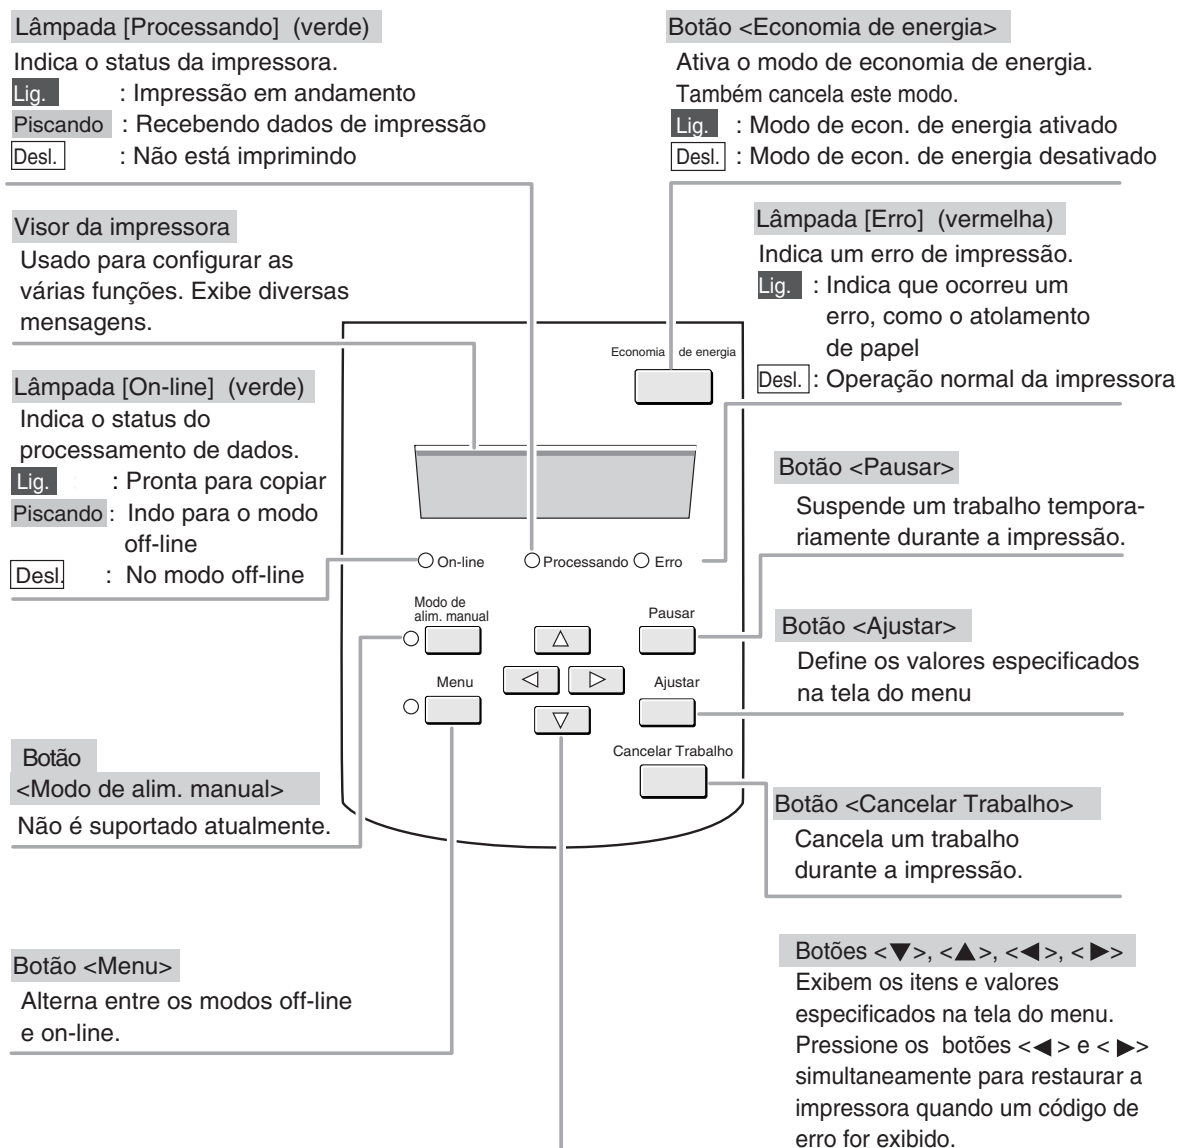 Lâmpada [Processando] (verde)
Indica o status da impressora.
Lig. : Impressão em andamento
Piscando : Recebendo dados de impressão
Desl. : Não está imprimindo
Botão <Economia de energia>
Ativa o modo de economia de energia.
Também cancela este modo.
Lig. : Modo de econ. de energia ativado
Desl. : Modo de econ. de energia desativado
Visor da impressora
Usado para configurar as
várias funções. Exibe diversas
mensagens.
Lâmpada [Erro] (vermelha)
Indica um erro de impressão.
Lig. : Indica que ocorreu um
erro, como o atolamento
de papel
Desl. : Operação normal da impressora
Lâmpada [On-line] (verde)
Indica o status do
processamento de dados.
Lig. : Pronta para copiar
Piscando : Indo para o modo
off-line
Desl. : No modo off-line
Economia de energia
On-line
Processando
Erro
Modo de
alim. manual
Pausar
Menu
Ajustar
Cancelar Trabalho
Botão <Pausar>
Suspende um trabalho tempora-
riamente durante a impressão.
Botão <Ajustar>
Define os valores especificados
na tela do menu
Botão
<Modo de alim. manual>
Não é suportado atualmente.
Botão <Cancelar Trabalho>
Cancela um trabalho
durante a impressão.
Botão <Menu>
Alterna entre os modos off-line
e on-line.
Botões <▼>, <▲>, <◀>, <▶>
Exibem os itens e valores
especificados na tela do menu.
Pressione os botões <◀> e <▶>
simultaneamente para restaurar a
impressora quando um código de
erro for exibido.